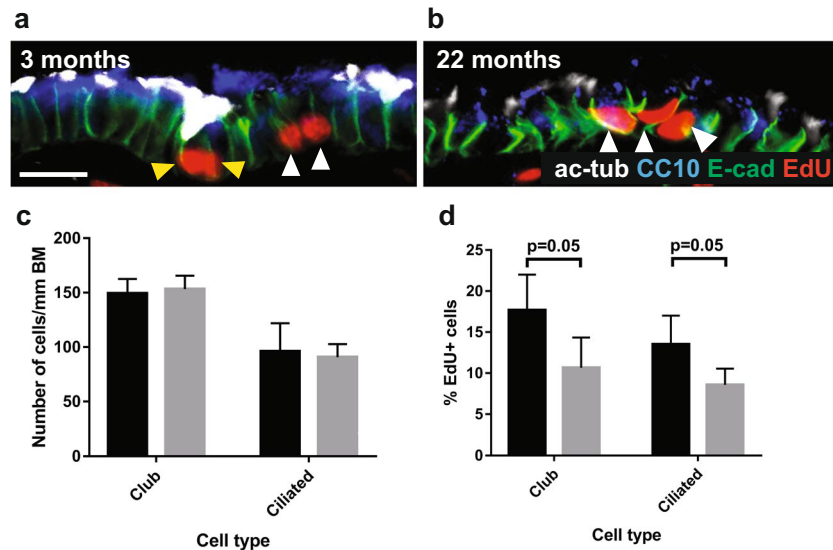 a
3 months
b
22 months
ac-tub CC10 E-cad EdU
c
Number of cells/mm BM
200
150
100
50
0
Club
Ciliated
Cell type
d
% EdU+ cells
25
20
15
10
5
0
p=0.05
p=0.05
Club
Ciliated
Cell type